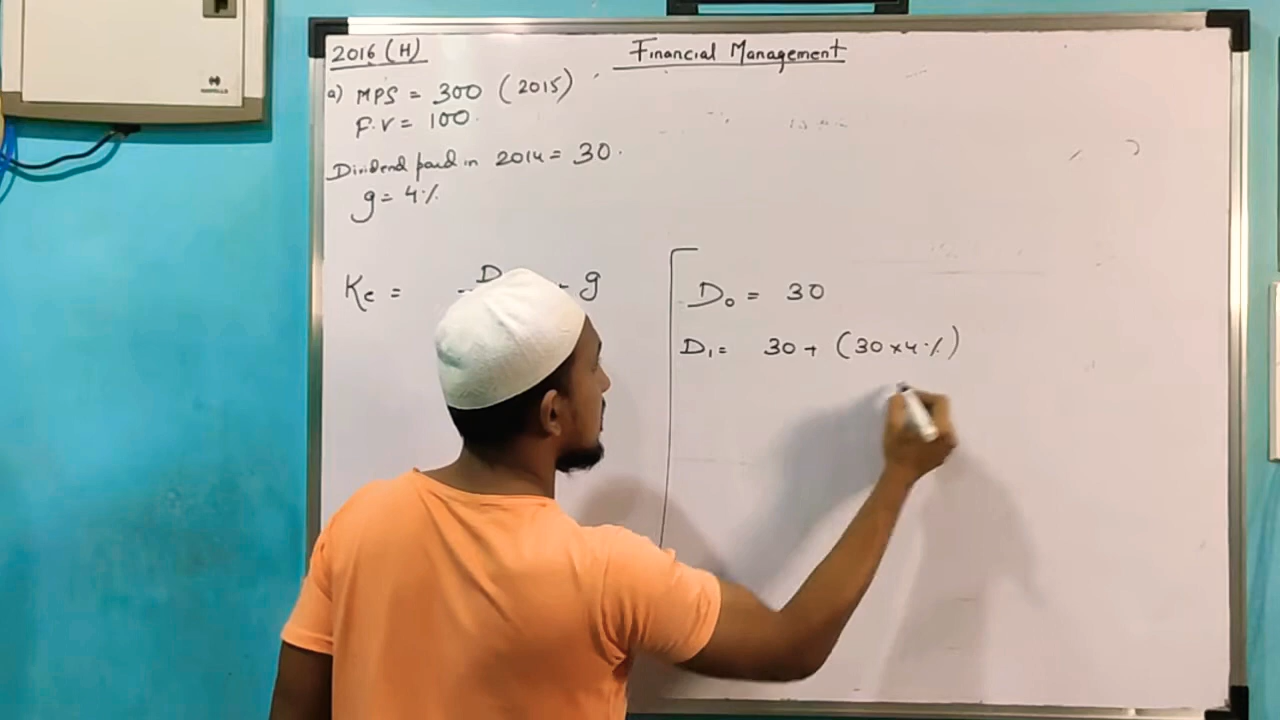 2016 (H)
Financial Management
a) MPS = 300 (2015)
F.V = 100.
Dividend paid in 2014 = 30.
g = 4%
Ke = D + g
D₀ = 30
D₁ = 30 + (30 × 4%)
HAVELLS